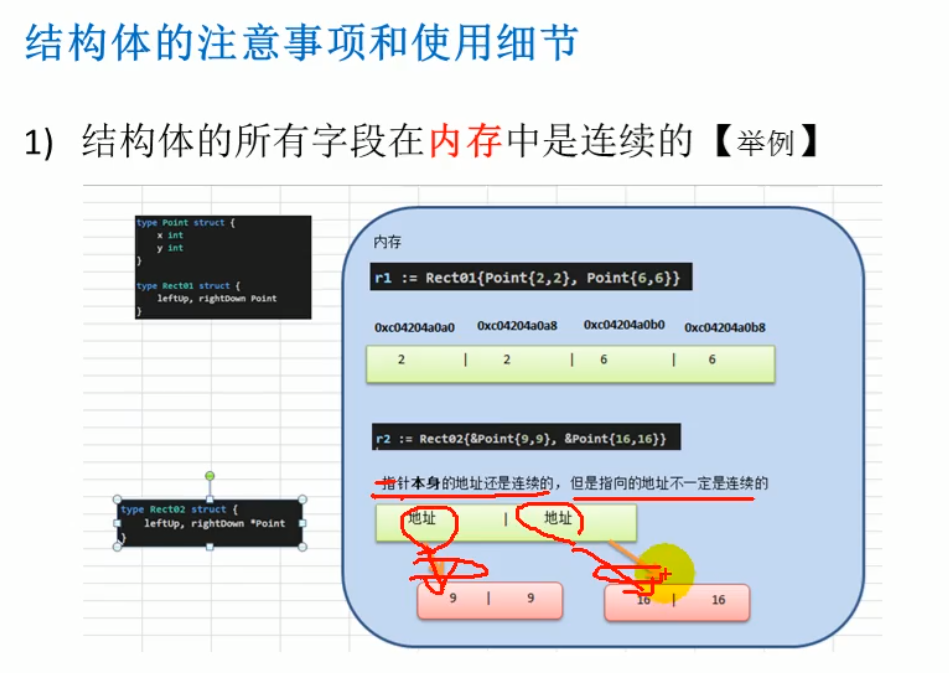 结构体的注意事项和使用细节
1) 结构体的所有字段在内存中是连续的【举例】
type Point struct {
x int
y int
}
type Rect01 struct {
leftUp, rightDown Point
}
内存
r1 := Rect01{Point{2,2}, Point{6,6}}
0xc04204a0a0 0xc04204a0a8 0xc04204a0b0 0xc04204a0b8
2 | 2 | 6 | 6
r2 := Rect02{&Point{9,9}, &Point{16,16}}
指针本身的地址还是连续的，但是指向的地址不一定是连续的
type Rect02 struct {
leftUp, rightDown *Point
}
地址 | 地址
9 | 9
16 | 16